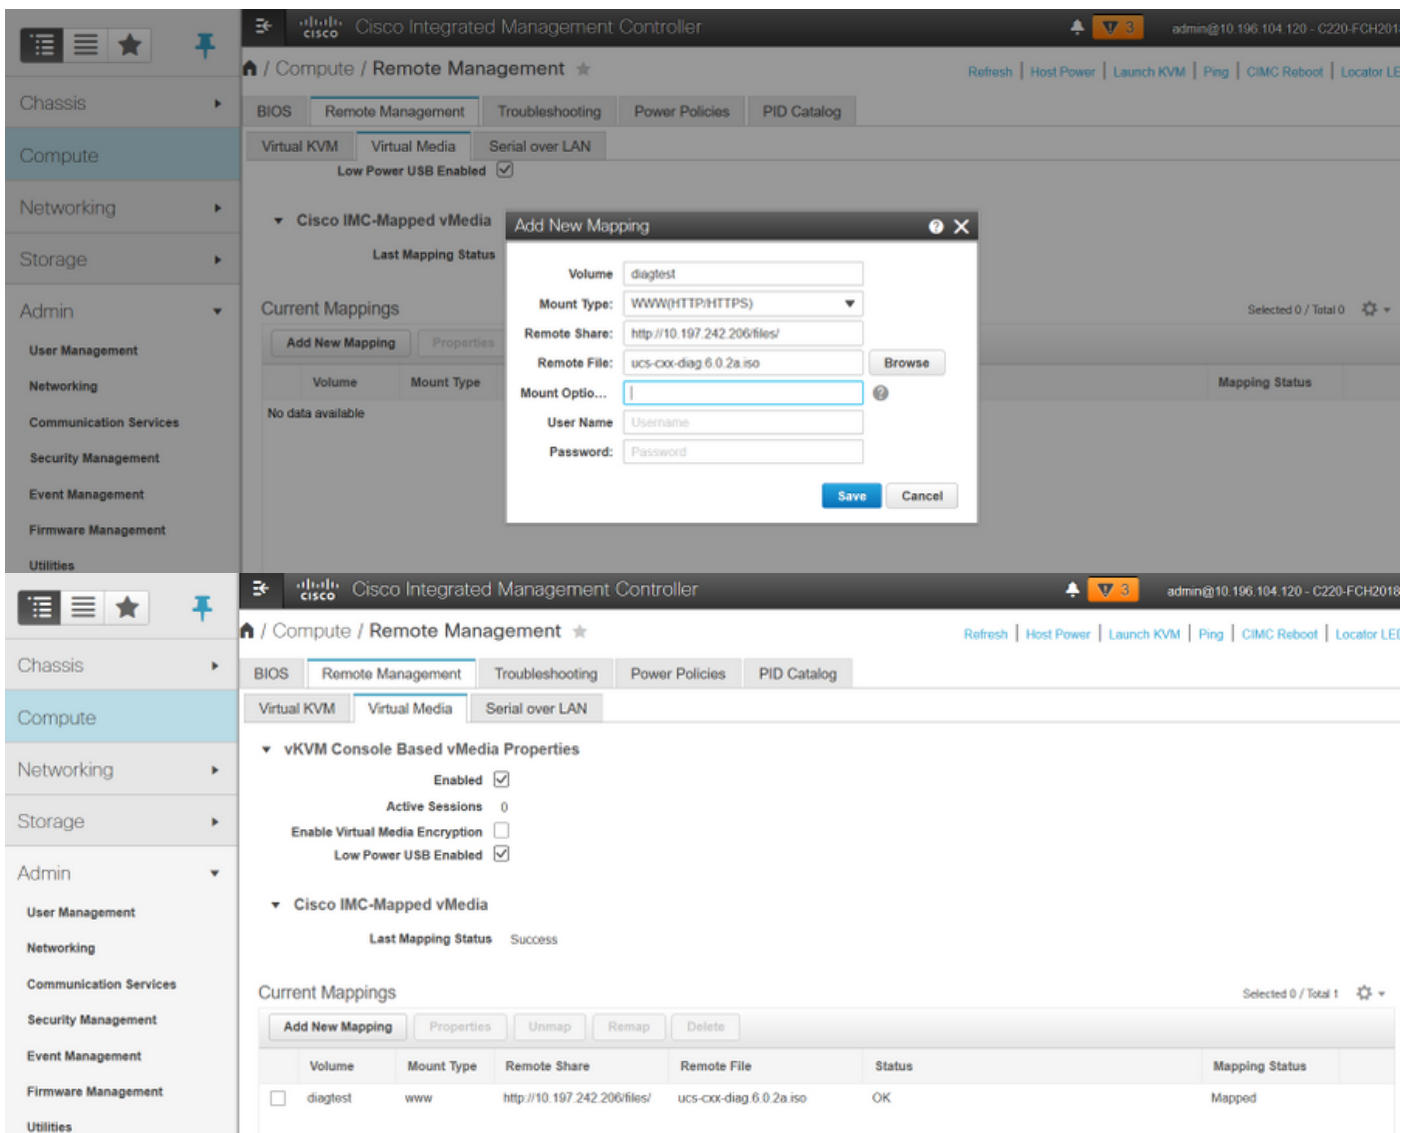 CISCO Cisco Integrated Management Controller 3 admin@10.196.104.120 - C220-FCH201
/ Compute / Remote Management Refresh | Host Power | Launch KVM | Ping | CIMC Reboot | Locator LE
Chassis
Compute
Networking
Storage
Admin
User Management
Networking
Communication Services
Security Management
Event Management
Firmware Management
Utilities
BIOS Remote Management Troubleshooting Power Policies PID Catalog
Virtual KVM Virtual Media Serial over LAN
Low Power USB Enabled
Cisco IMC-Mapped vMedia
Last Mapping Status
Current Mappings Selected 0 / Total 0
Add New Mapping Properties
Volume Mount Type Mapping Status
No data available
Add New Mapping
Volume diagtest
Mount Type: WWW(HTTP/HTTPS)
Remote Share: http://10.197.242.206/files/
Remote File: ucs-cxx-diag.6.0.2a.iso Browse
Mount Optio...
User Name Username
Password: Password
Save Cancel
CISCO Cisco Integrated Management Controller 3 admin@10.196.104.120 - C220-FCH2018
/ Compute / Remote Management Refresh | Host Power | Launch KVM | Ping | CIMC Reboot | Locator LED
Chassis
Compute
Networking
Storage
Admin
User Management
Networking
Communication Services
Security Management
Event Management
Firmware Management
Utilities
BIOS Remote Management Troubleshooting Power Policies PID Catalog
Virtual KVM Virtual Media Serial over LAN
vKVM Console Based vMedia Properties
Enabled
Active Sessions 0
Enable Virtual Media Encryption
Low Power USB Enabled
Cisco IMC-Mapped vMedia
Last Mapping Status Success
Current Mappings Selected 0 / Total 1
Add New Mapping Properties Unmap Remap Delete
Volume Mount Type Remote Share Remote File Status Mapping Status
diagtest www http://10.197.242.206/files/ ucs-cxx-diag.6.0.2a.iso OK Mapped